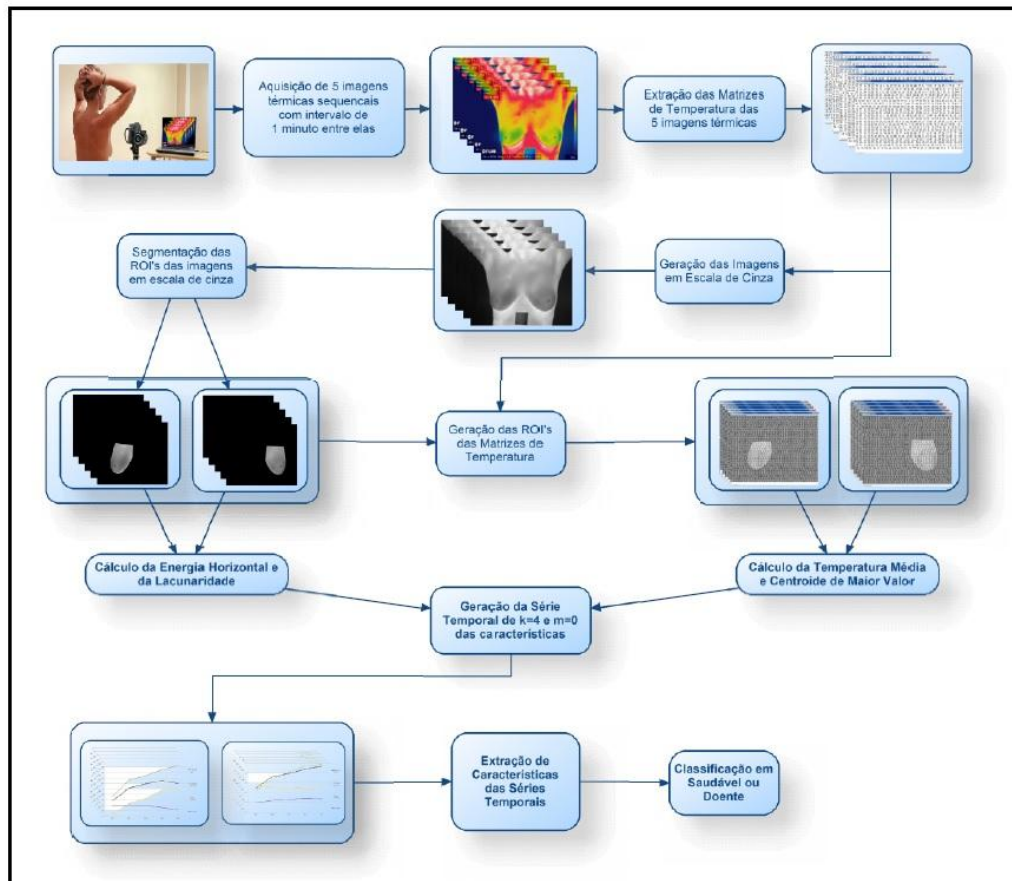 Aquisição de 5 imagens
térmicas sequencais
com intervalo de
1 minuto entre elas
Extração das Matrizes
de Temperatura das
5 imagens térmicas
Geração das Imagens
em Escala de Cinza
Segmentação das
ROI's das imagens
em escala de cinza
Geração das ROI's
das Matrizes de
Temperatura
Cálculo da Energia Horizontal e
da Lacunaridade
Cálculo da Temperatura Média
e Centroide de Maior Valor
Geração da Série
Temporal de k=4 e m=0
das características
Extração de
Características
das Séries
Temporais
Classificação em
Saudável ou
Doente